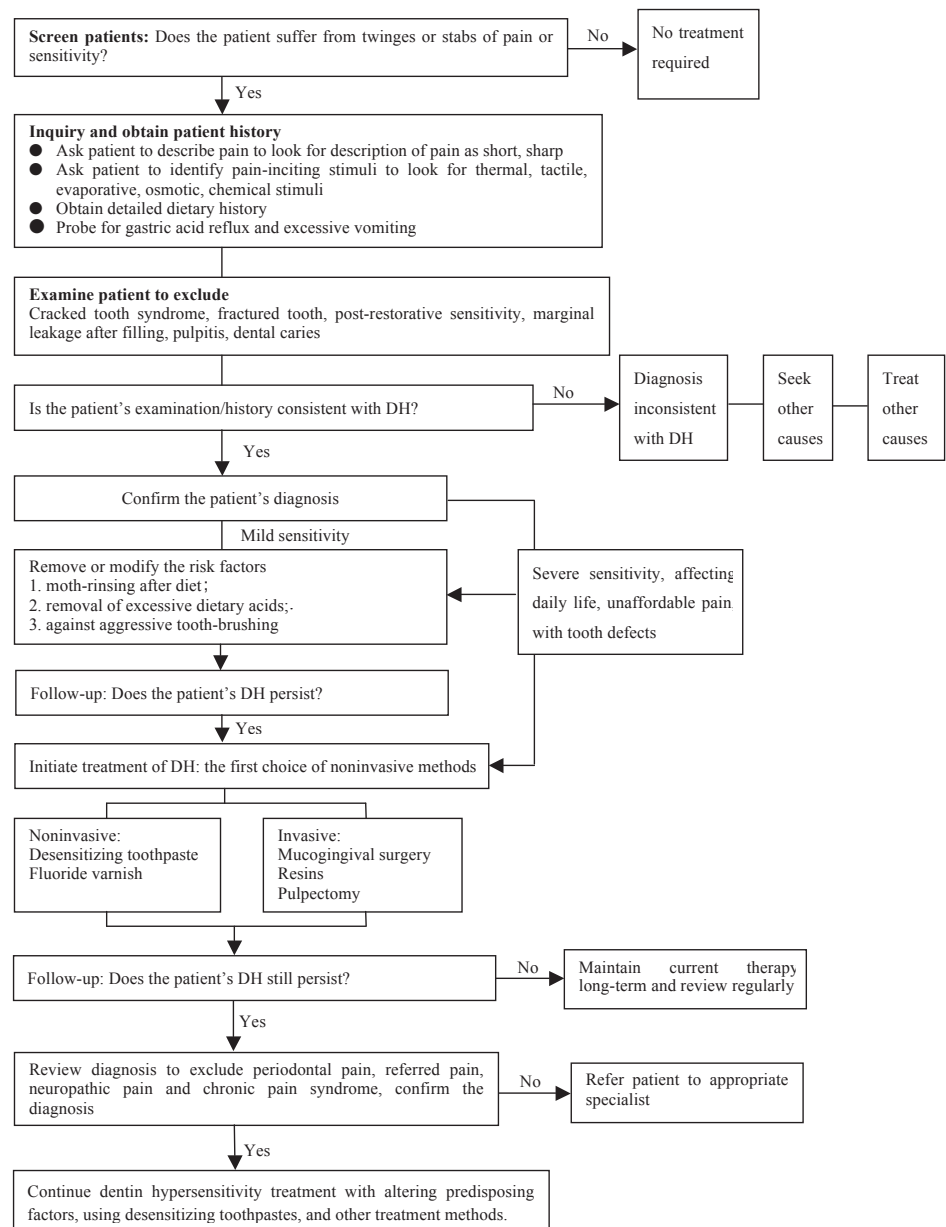 Screen patients: Does the patient suffer from twinges or stabs of pain or
sensitivity?
No
No treatment
required
Yes
Inquiry and obtain patient history
● Ask patient to describe pain to look for description of pain as short, sharp
● Ask patient to identify pain-inciting stimuli to look for thermal, tactile,
evaporative, osmotic, chemical stimuli
● Obtain detailed dietary history
● Probe for gastric acid reflux and excessive vomiting
Examine patient to exclude
Cracked tooth syndrome, fractured tooth, post-restorative sensitivity, marginal
leakage after filling, pulpitis, dental caries
Is the patient's examination/history consistent with DH?
No
Diagnosis
inconsistent
with DH
Seek
other
causes
Treat
other
causes
Yes
Confirm the patient's diagnosis
Mild sensitivity
Remove or modify the risk factors
1. moth-rinsing after diet;
2. removal of excessive dietary acids;.
3. against aggressive tooth-brushing
Severe sensitivity, affecting
daily life, unaffordable pain,
with tooth defects
Follow-up: Does the patient's DH persist?
Yes
Initiate treatment of DH: the first choice of noninvasive methods
Noninvasive:
Desensitizing toothpaste
Fluoride varnish
Invasive:
Mucogingival surgery
Resins
Pulpectomy
Follow-up: Does the patient's DH still persist?
No
Maintain current therapy
long-term and review regularly
Yes
Review diagnosis to exclude periodontal pain, referred pain,
neuropathic pain and chronic pain syndrome, confirm the
diagnosis
No
Refer patient to appropriate
specialist
Yes
Continue dentin hypersensitivity treatment with altering predisposing
factors, using desensitizing toothpastes, and other treatment methods.